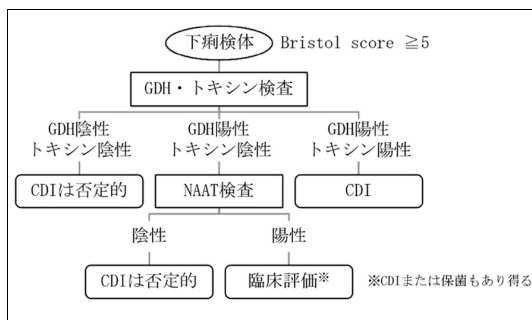 下痢検体 Bristol score ≧5
GDH・トキシン検査
GDH陰性 GDH陽性 GDH陽性
トキシン陰性 トキシン陰性 トキシン陽性
CDIは否定的 NAAT検査 CDI
陰性 陽性
CDIは否定的 臨床評価※ ※CDIまたは保菌もあり得る